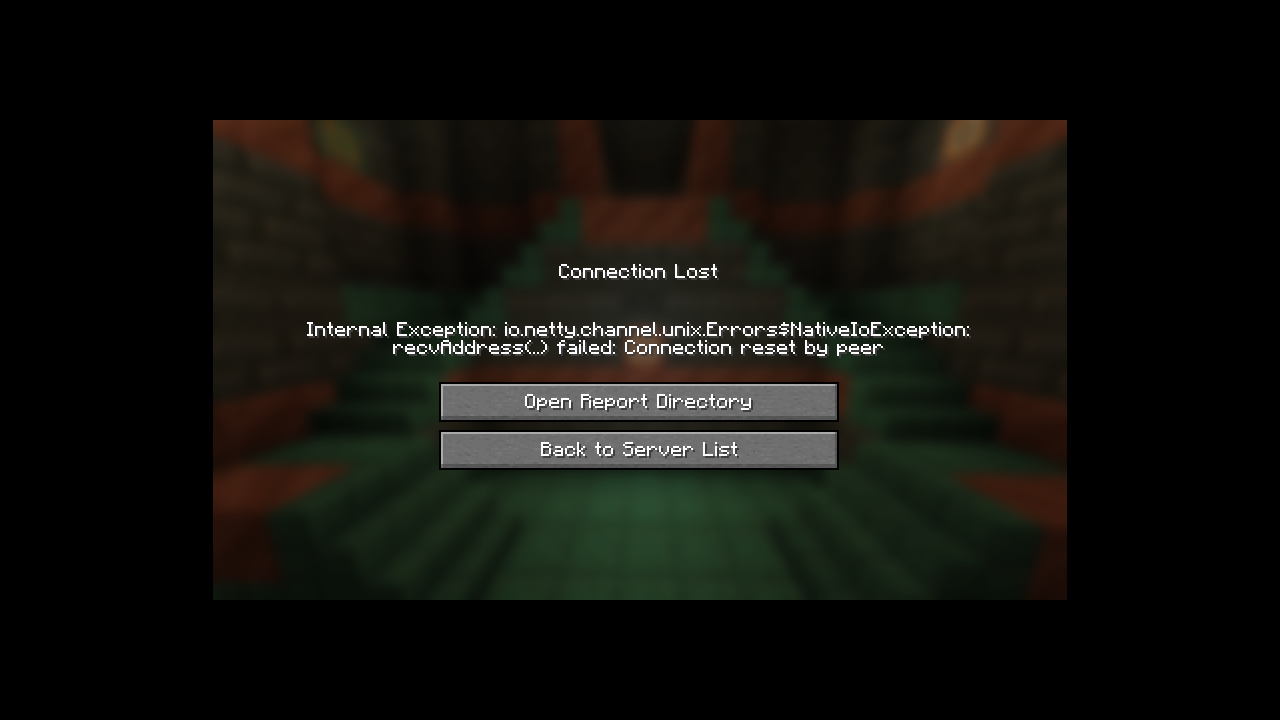 Connection Lost
Internal Exception: io.netty.channel.unix.Errors$NativeIoException:
recvAddress(..) failed: Connection reset by peer
Open Report Directory
Back to Server List